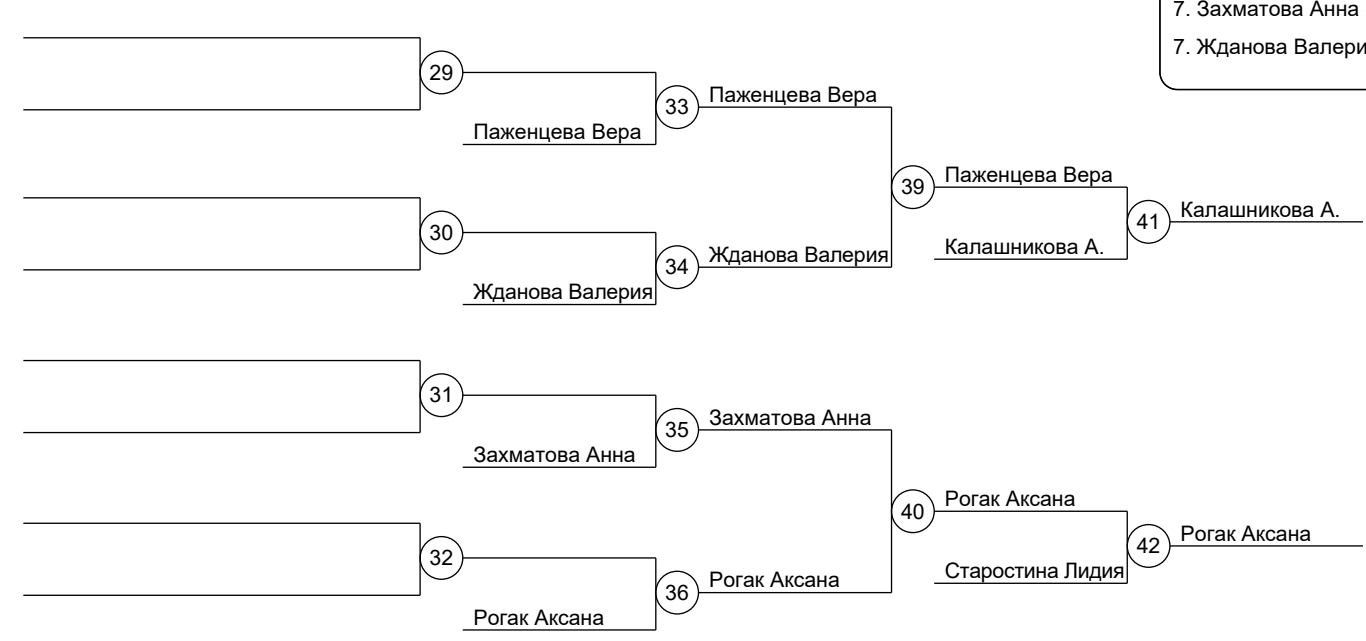 7. Захматова Анна
7. Жданова Валери
29
33
Паженцева Вера
Паженцева Вера
39
Паженцева Вера
41
Калашникова А.
Калашникова А.
30
34
Жданова Валерия
Жданова Валерия
31
35
Захматова Анна
Захматова Анна
40
Рогак Аксана
42
Рогак Аксана
Старостина Лидия
32
36
Рогак Аксана
Рогак Аксана